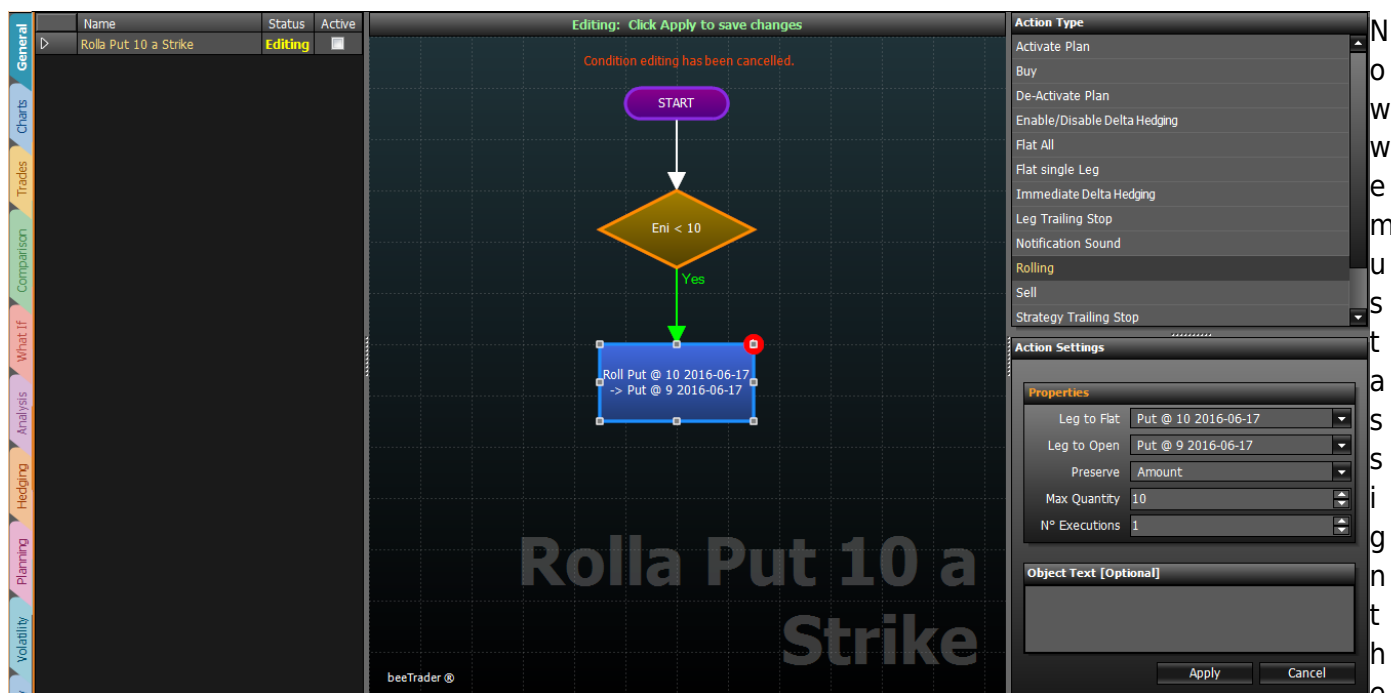 General
Charts
Trades
Comparison
What If
Analysis
Hedging
Planning
Volatility
Name Status Active
Rolla Put 10 a Strike Editing
Editing: Click Apply to save changes
Condition editing has been cancelled.
START
Eni < 10
Yes
Roll Put @ 10 2016-06-17
-> Put @ 9 2016-06-17
Rolla Put 10 a
Strike
beeTrader ®
Action Type
Activate Plan
Buy
De-Activate Plan
Enable/Disable Delta Hedging
Flat All
Flat single Leg
Immediate Delta Hedging
Leg Trailing Stop
Notification Sound
Rolling
Sell
Strategy Trailing Stop
Action Settings
Properties
Leg to Flat Put @ 10 2016-06-17
Leg to Open Put @ 9 2016-06-17
Preserve Amount
Max Quantity 10
N° Executions 1
Object Text [Optional]
Apply Cancel
N
o
w
w
e
m
u
s
t
a
s
s
i
g
n
t
h